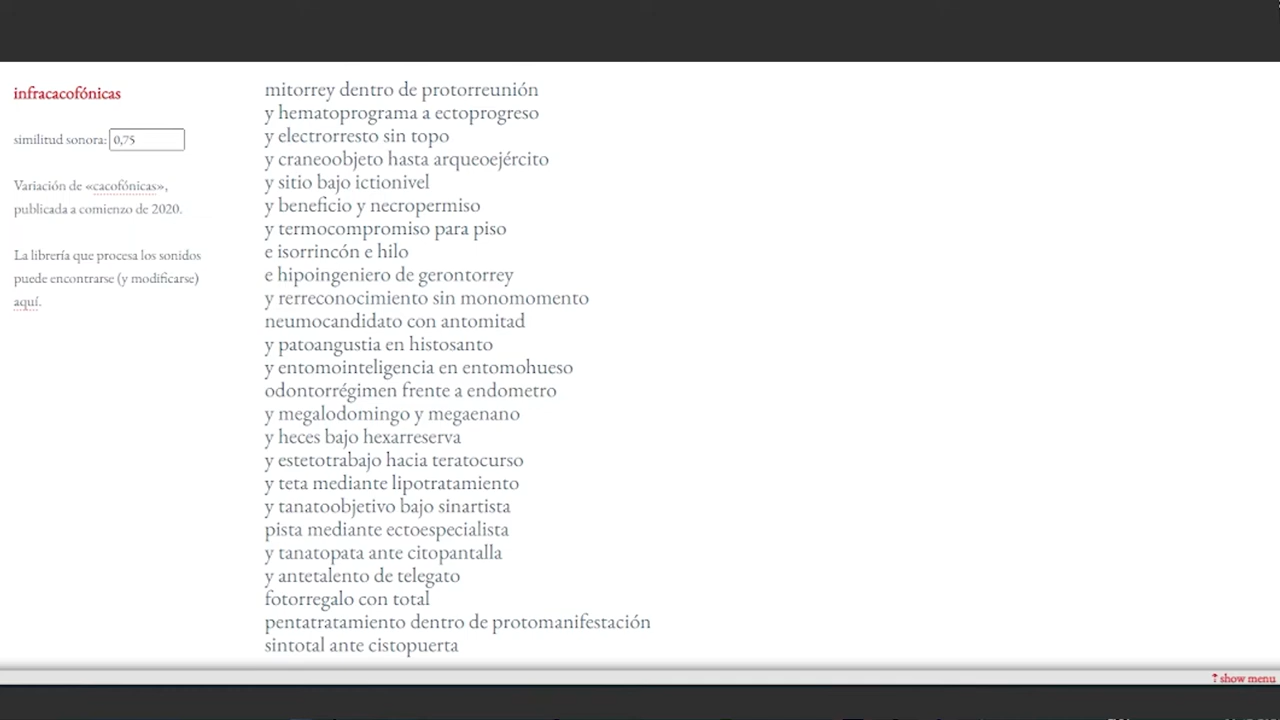 infracacofónicas
similitud sonora: 0,75
Variación de «cacofónicas»,
publicada a comienzo de 2020.
La librería que procesa los sonidos
puede encontrarse (y modificarse)
aquí.
mitorrey dentro de protorreunión
y hematoprograma a ectoprogreso
y electrorresto sin topo
y craneoobjeto hasta arqueoejército
y sitio bajo ictionivel
y beneficio y necropermiso
y termocompromiso para piso
e isorrincón e hilo
e hipoingeniero de gerontorrey
y rerreconocimiento sin monomomento
neumocandidato con antomitad
y patoangustia en histosanto
y entomointeligencia en entomohueso
odontorrégimen frente a endometro
y megalodomingo y megaenano
y heces bajo hexarreserva
y estetotrabajo hacia teratocurso
y teta mediante lipotratamiento
y tanatoobjetivo bajo sinartista
pista mediante ectoespecialista
y tanatopata ante citopantalla
y antetalento de telegato
fotorregalo con total
pentatratamiento dentro de protomanifestación
sintotal ante cistopuerta
⇡ show menu